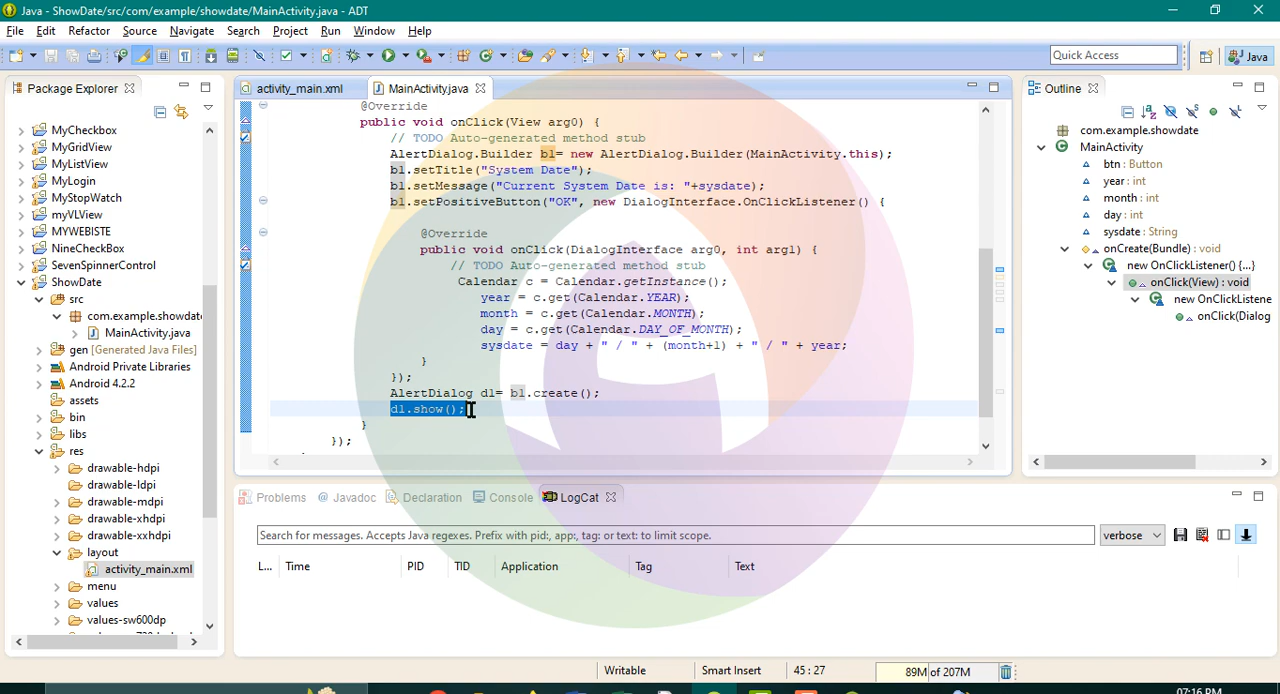 Java - ShowDate/src/com/example/showdate/MainActivity.java - ADT
File Edit Refactor Source Navigate Search Project Run Window Help
Quick Access
Java
Package Explorer
MyCheckbox
MyGridView
MyListView
MyLogin
MyStopWatch
myVLView
MYWEBISTE
NineCheckBox
SevenSpinnerControl
ShowDate
src
com.example.showdate
MainActivity.java
gen [Generated Java Files]
Android Private Libraries
Android 4.2.2
assets
bin
libs
res
drawable-hdpi
drawable-ldpi
drawable-mdpi
drawable-xhdpi
drawable-xxhdpi
layout
activity_main.xml
menu
values
values-sw600dp
activity_main.xml
MainActivity.java
@Override
public void onClick(View arg0) {
// TODO Auto-generated method stub
AlertDialog.Builder b1= new AlertDialog.Builder(MainActivity.this);
b1.setTitle("System Date");
b1.setMessage("Current System Date is: "+sysdate);
b1.setPositiveButton("OK", new DialogInterface.OnClickListener() {
@Override
public void onClick(DialogInterface arg0, int arg1) {
// TODO Auto-generated method stub
Calendar c = Calendar.getInstance();
year = c.get(Calendar.YEAR);
month = c.get(Calendar.MONTH);
day = c.get(Calendar.DAY_OF_MONTH);
sysdate = day + " / " + (month+1) + " / " + year;
}
});
AlertDialog d1= b1.create();
d1.show();
}
});
Outline
com.example.showdate
MainActivity
btn : Button
year : int
month : int
day : int
sysdate : String
onCreate(Bundle) : void
new OnClickListener() {...}
onClick(View) : void
new OnClickListene
onClick(Dialog
Problems
@ Javadoc
Declaration
Console
LogCat
Search for messages. Accepts Java regexes. Prefix with pid:, app:, tag: or text: to limit scope.
verbose
L... Time PID TID Application Tag Text
Writable
Smart Insert
45 : 27
89M of 207M
07:16 PM